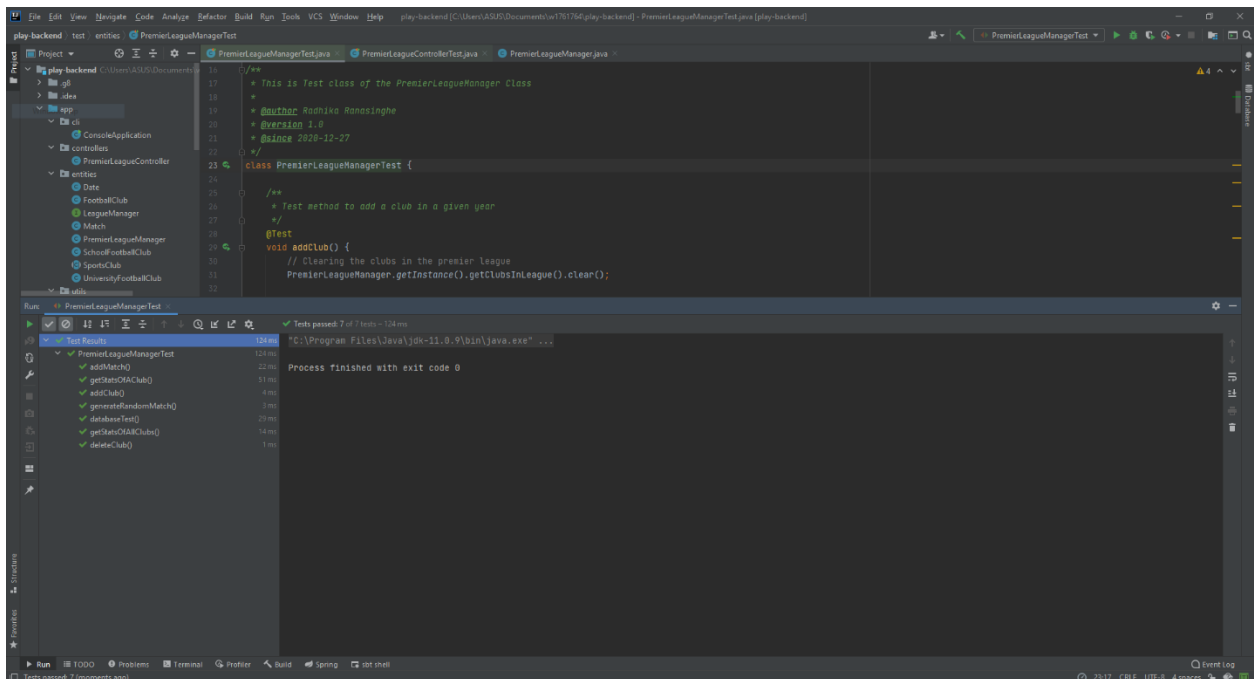 File Edit View Navigate Code Analyze Refactor Build Run Tools VCS Window Help play-backend [C:\Users\ASUS\Documents\w1761764\play-backend] - PremierLeagueManagerTest.java [play-backend]
play-backend test entities PremierLeagueManagerTest
PremierLeagueManagerTest
Project
PremierLeagueManagerTest.java PremierLeagueControllerTest.java PremierLeagueManager.java
play-backend C:\Users\ASUS\Documents\
.g8
.idea
app
cli
ConsoleApplication
controllers
PremierLeagueController
entities
Date
FootballClub
LeagueManager
Match
PremierLeagueManager
SchoolFootballClub
SportsClub
UniversityFootballClub
utils
4
16 /**
17 * This is Test class of the PremierLeagueManager Class
18 *
19 * @author Radhika Ranasinghe
20 * @version 1.0
21 * @since 2020-12-27
22 */
23 class PremierLeagueManagerTest {
24
25 /**
26 * Test method to add a club in a given year
27 */
28 @Test
29 void addClub() {
30 // Clearing the clubs in the premier league
31 PremierLeagueManager.getInstance().getClubsInLeague().clear();
32
Run: PremierLeagueManagerTest
Tests passed: 7 of 7 tests – 124 ms
Test Results 124 ms
PremierLeagueManagerTest 124 ms
addMatch() 22 ms
getStatsOfAClub() 51 ms
addClub() 4 ms
generateRandomMatch() 3 ms
databaseTest() 29 ms
getStatsOfAllClubs() 14 ms
deleteClub() 1 ms
"C:\Program Files\Java\jdk-11.0.9\bin\java.exe" ...
Process finished with exit code 0
Project
Structure
Favorites
sbt
Database
Run TODO Problems Terminal Profiler Build Spring sbt shell Event Log
Tests passed: 7 (moments ago) 23:17 CRLF UTF-8 4 spaces